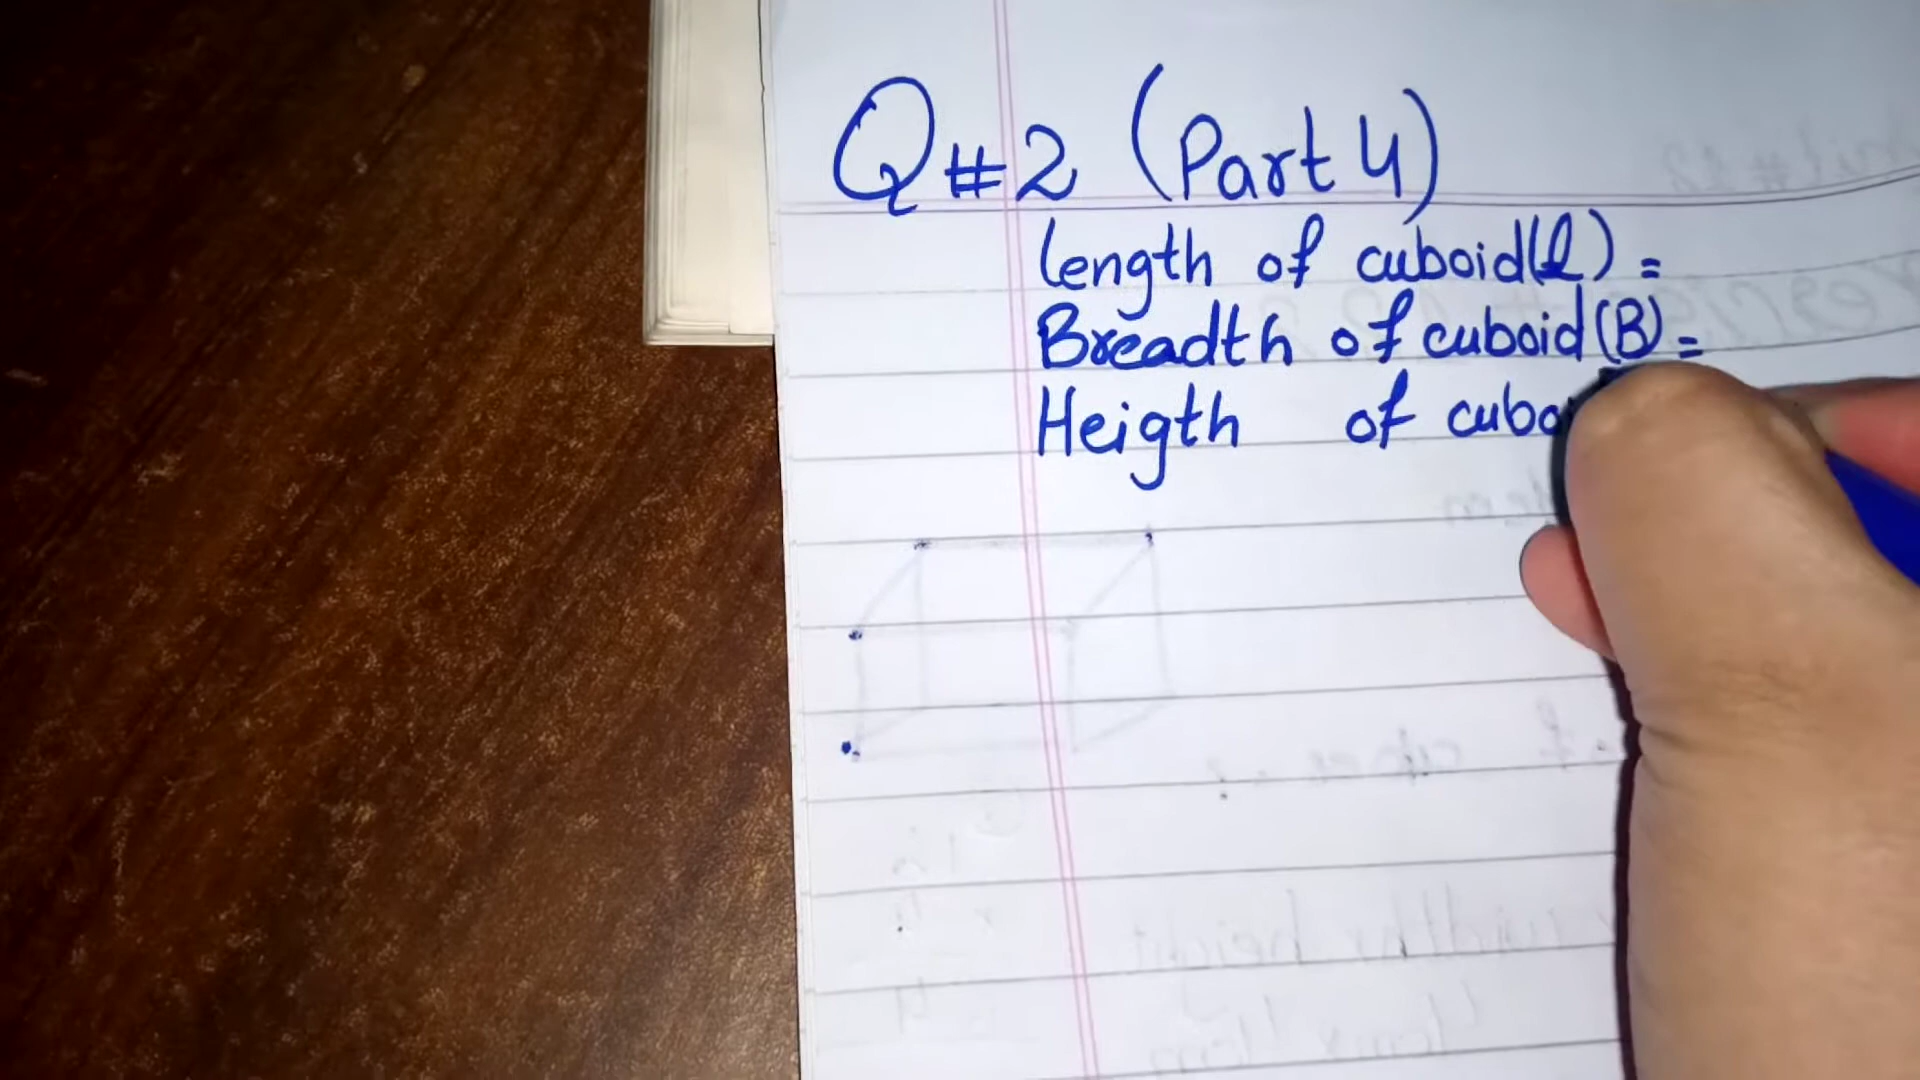 Q#2 (Part 4)
Length of cuboid(l) =
Breadth of cuboid(B) =
Heigth of cubo